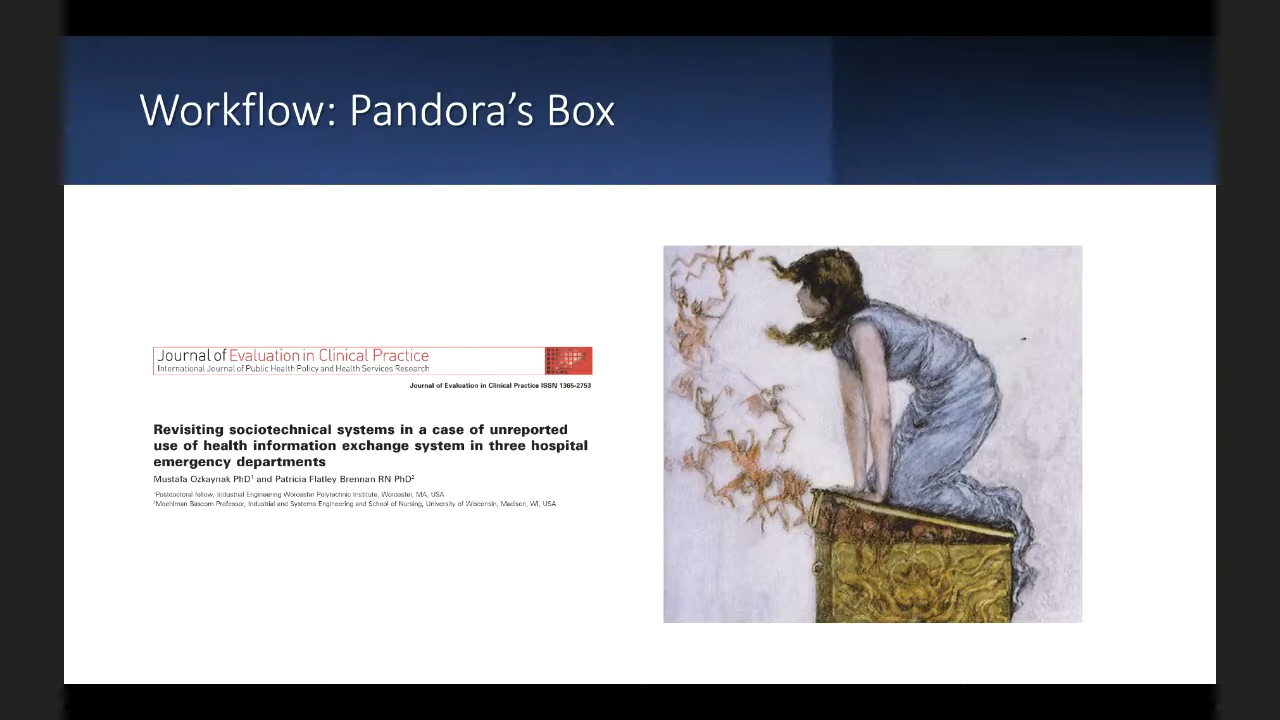 Workflow: Pandora's Box
Journal of Evaluation in Clinical Practice
International Journal of Public Health Policy and Health Services Research
Journal of Evaluation in Clinical Practice ISSN 1365-2753
Revisiting sociotechnical systems in a case of unreported
use of health information exchange system in three hospital
emergency departments
Mustafa Ozkaynak PhD¹ and Patricia Flatley Brennan RN PhD²
¹Postdoctoral fellow, Industrial Engineering Worcester Polytechnic Institute, Worcester, MA, USA
²Moehlman Bascom Professor, Industrial and Systems Engineering and School of Nursing, University of Wisconsin, Madison, WI, USA